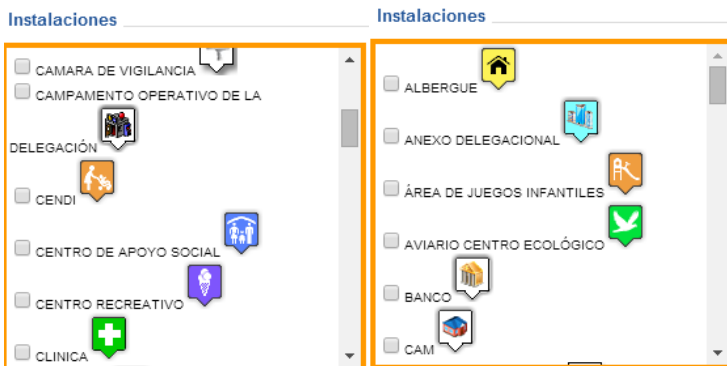 Instalaciones
CAMARA DE VIGILANCIA
CAMPAMENTO OPERATIVO DE LA
DELEGACIÓN
CENDI
CENTRO DE APOYO SOCIAL
CENTRO RECREATIVO
CLINICA
Instalaciones
ALBERGUE
ANEXO DELEGACIONAL
ÁREA DE JUEGOS INFANTILES
AVIARIO CENTRO ECOLÓGICO
BANCO
CAM